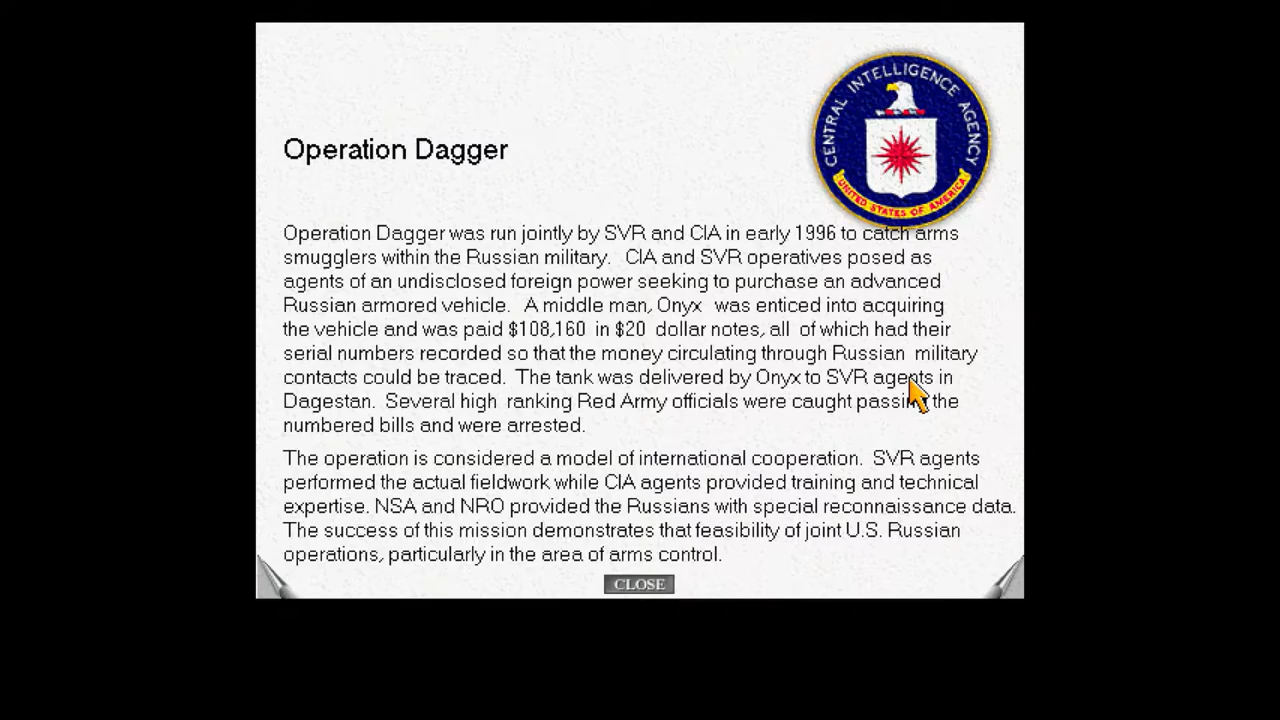 CENTRAL INTELLIGENCE AGENCY
UNITED STATES OF AMERICA
Operation Dagger
Operation Dagger was run jointly by SVR and CIA in early 1996 to catch arms
smugglers within the Russian military. CIA and SVR operatives posed as
agents of an undisclosed foreign power seeking to purchase an advanced
Russian armored vehicle. A middle man, Onyx was enticed into acquiring
the vehicle and was paid $108,160 in $20 dollar notes, all of which had their
serial numbers recorded so that the money circulating through Russian military
contacts could be traced. The tank was delivered by Onyx to SVR agents in
Dagestan. Several high ranking Red Army officials were caught passing the
numbered bills and were arrested.
The operation is considered a model of international cooperation. SVR agents
performed the actual fieldwork while CIA agents provided training and technical
expertise. NSA and NRO provided the Russians with special reconnaissance data.
The success of this mission demonstrates that feasibility of joint U.S. Russian
operations, particularly in the area of arms control.
CLOSE